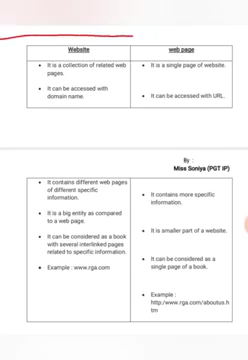 Website
web page
• It is a collection of related web
pages.
• It can be accessed with
domain name.
• It is a single page of website.
• It can be accessed with URL.
By :
Miss Soniya (PGT IP)
• It contains different web pages
of different specific
information.
• It is a big entity as compared
to a web page.
• It can be considered as a book
with several interlinked pages
related to specific information.
• Example : www.rga.com
• It contains more specific
information.
• It is smaller part of a website.
• It can be considered as a
single page of a book.
• Example :
http:/www.rga.com/aboutus.h
tm